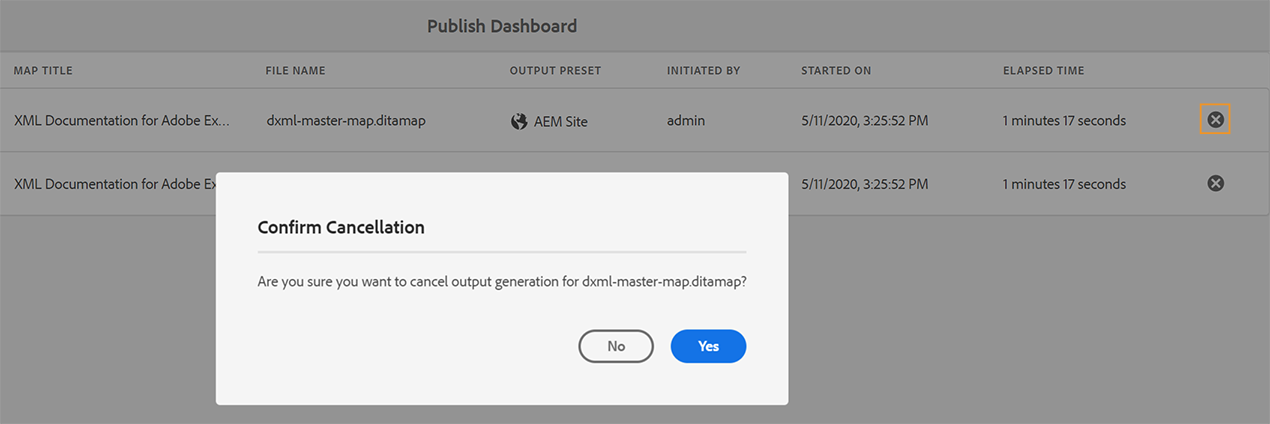 Publish Dashboard
MAP TITLE FILE NAME OUTPUT PRESET INITIATED BY STARTED ON ELAPSED TIME
XML Documentation for Adobe Ex... dxml-master-map.ditamap AEM Site admin 5/11/2020, 3:25:52 PM 1 minutes 17 seconds
XML Documentation for Adobe 5/11/2020, 3:25:52 PM 1 minutes 17 seconds
Confirm Cancellation
Are you sure you want to cancel output generation for dxml-master-map.ditamap?
No Yes